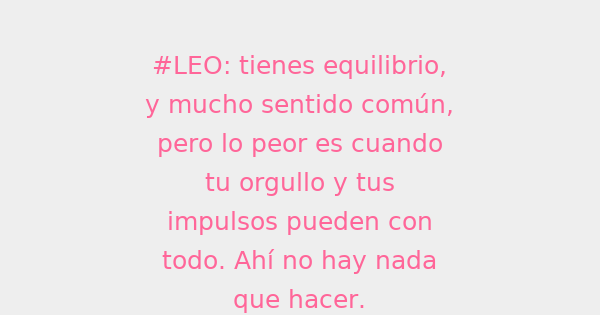 #LEO: tienes equilibrio,
y mucho sentido común,
pero lo peor es cuando
tu orgullo y tus
impulsos pueden con
todo. Ahí no hay nada
que hacer.